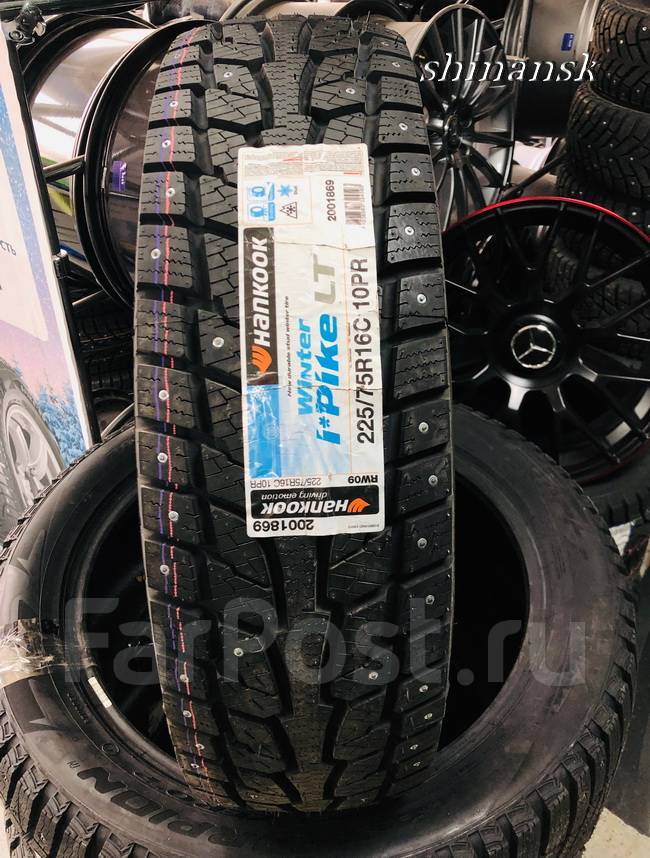 shinansk
СТЬ
2001869
HANKOOK
Winter
i*Pike LT
New durable stud winter tire
225/75R16C 10PR
RW09
225/75R16C 10PR
HANKOOK
driving emotion
2001869
FarPost.ru